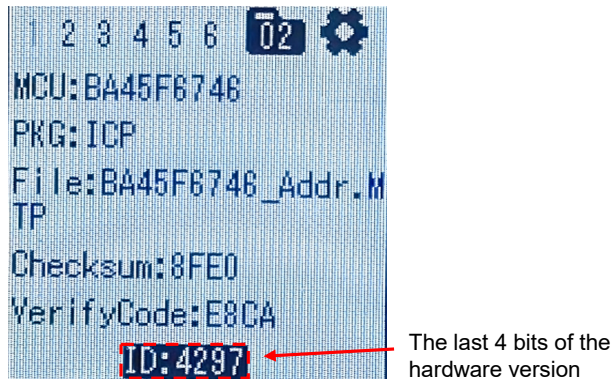 1 2 3 4 5 6 02
MCU:BA45F6746
PKG:ICP
File:BA45F6746_Addr.M
TP
Checksum:8FE0
VerifyCode:E8CA
ID:4297
The last 4 bits of the
hardware version